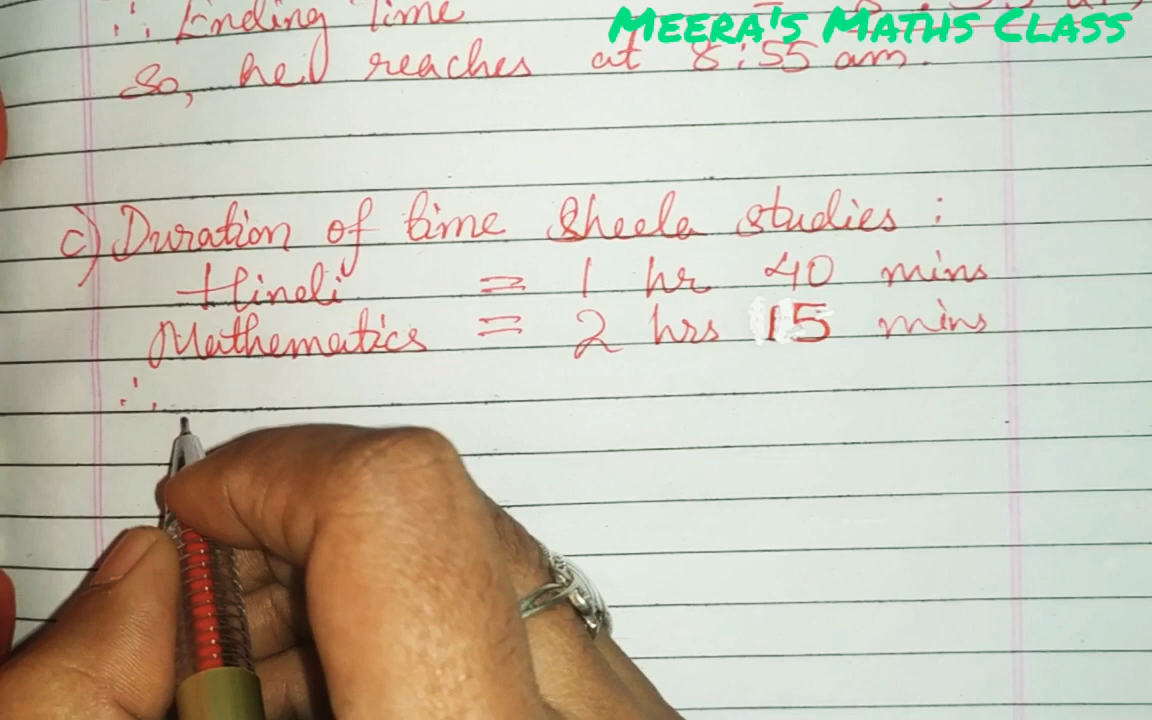 ∴ Ending Time
MEERA'S MATHS CLASS
So, he reaches at 8:55 am.
c) Duration of time Sheela studies :
Hindi = 1 hr 40 mins
Mathematics = 2 hrs 15 mins
∴